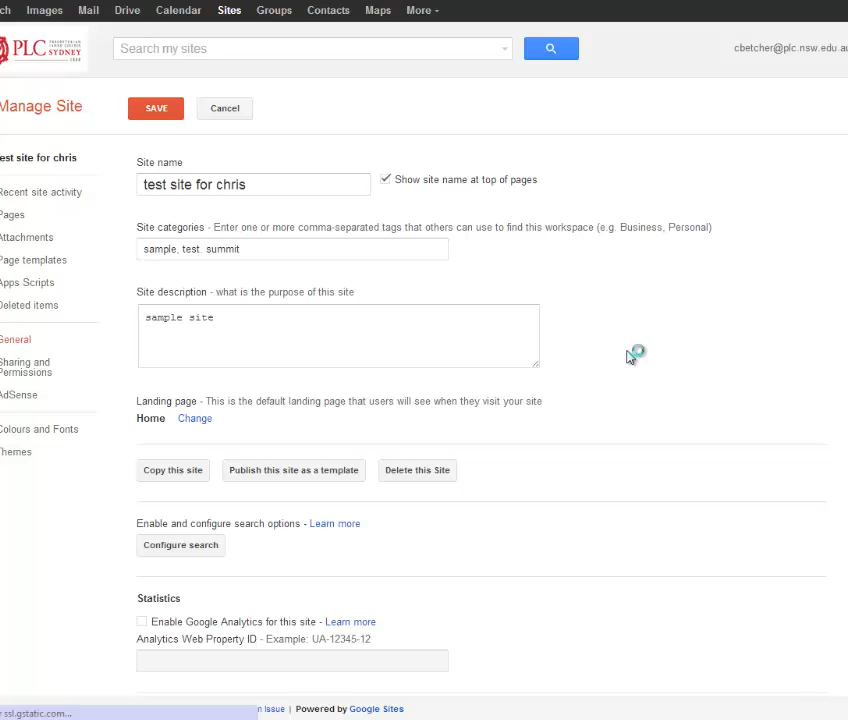 ch Images Mail Drive Calendar Sites Groups Contacts Maps More
PLC SYDNEY
Search my sites
cbetcher@plc.nsw.edu.au
Manage Site
SAVE Cancel
est site for chris
Recent site activity
Pages
Attachments
Page templates
Apps Scripts
Deleted items
General
Sharing and
Permissions
AdSense
Colours and Fonts
Themes
Site name
test site for chris
Show site name at top of pages
Site categories - Enter one or more comma-separated tags that others can use to find this workspace (e.g. Business, Personal)
sample, test. summit
Site description - what is the purpose of this site
sample site
Landing page - This is the default landing page that users will see when they visit your site
Home Change
Copy this site Publish this site as a template Delete this Site
Enable and configure search options - Learn more
Configure search
Statistics
Enable Google Analytics for this site - Learn more
Analytics Web Property ID - Example: UA-12345-12
r ssl.gstatic.com... n Issue | Powered by Google Sites